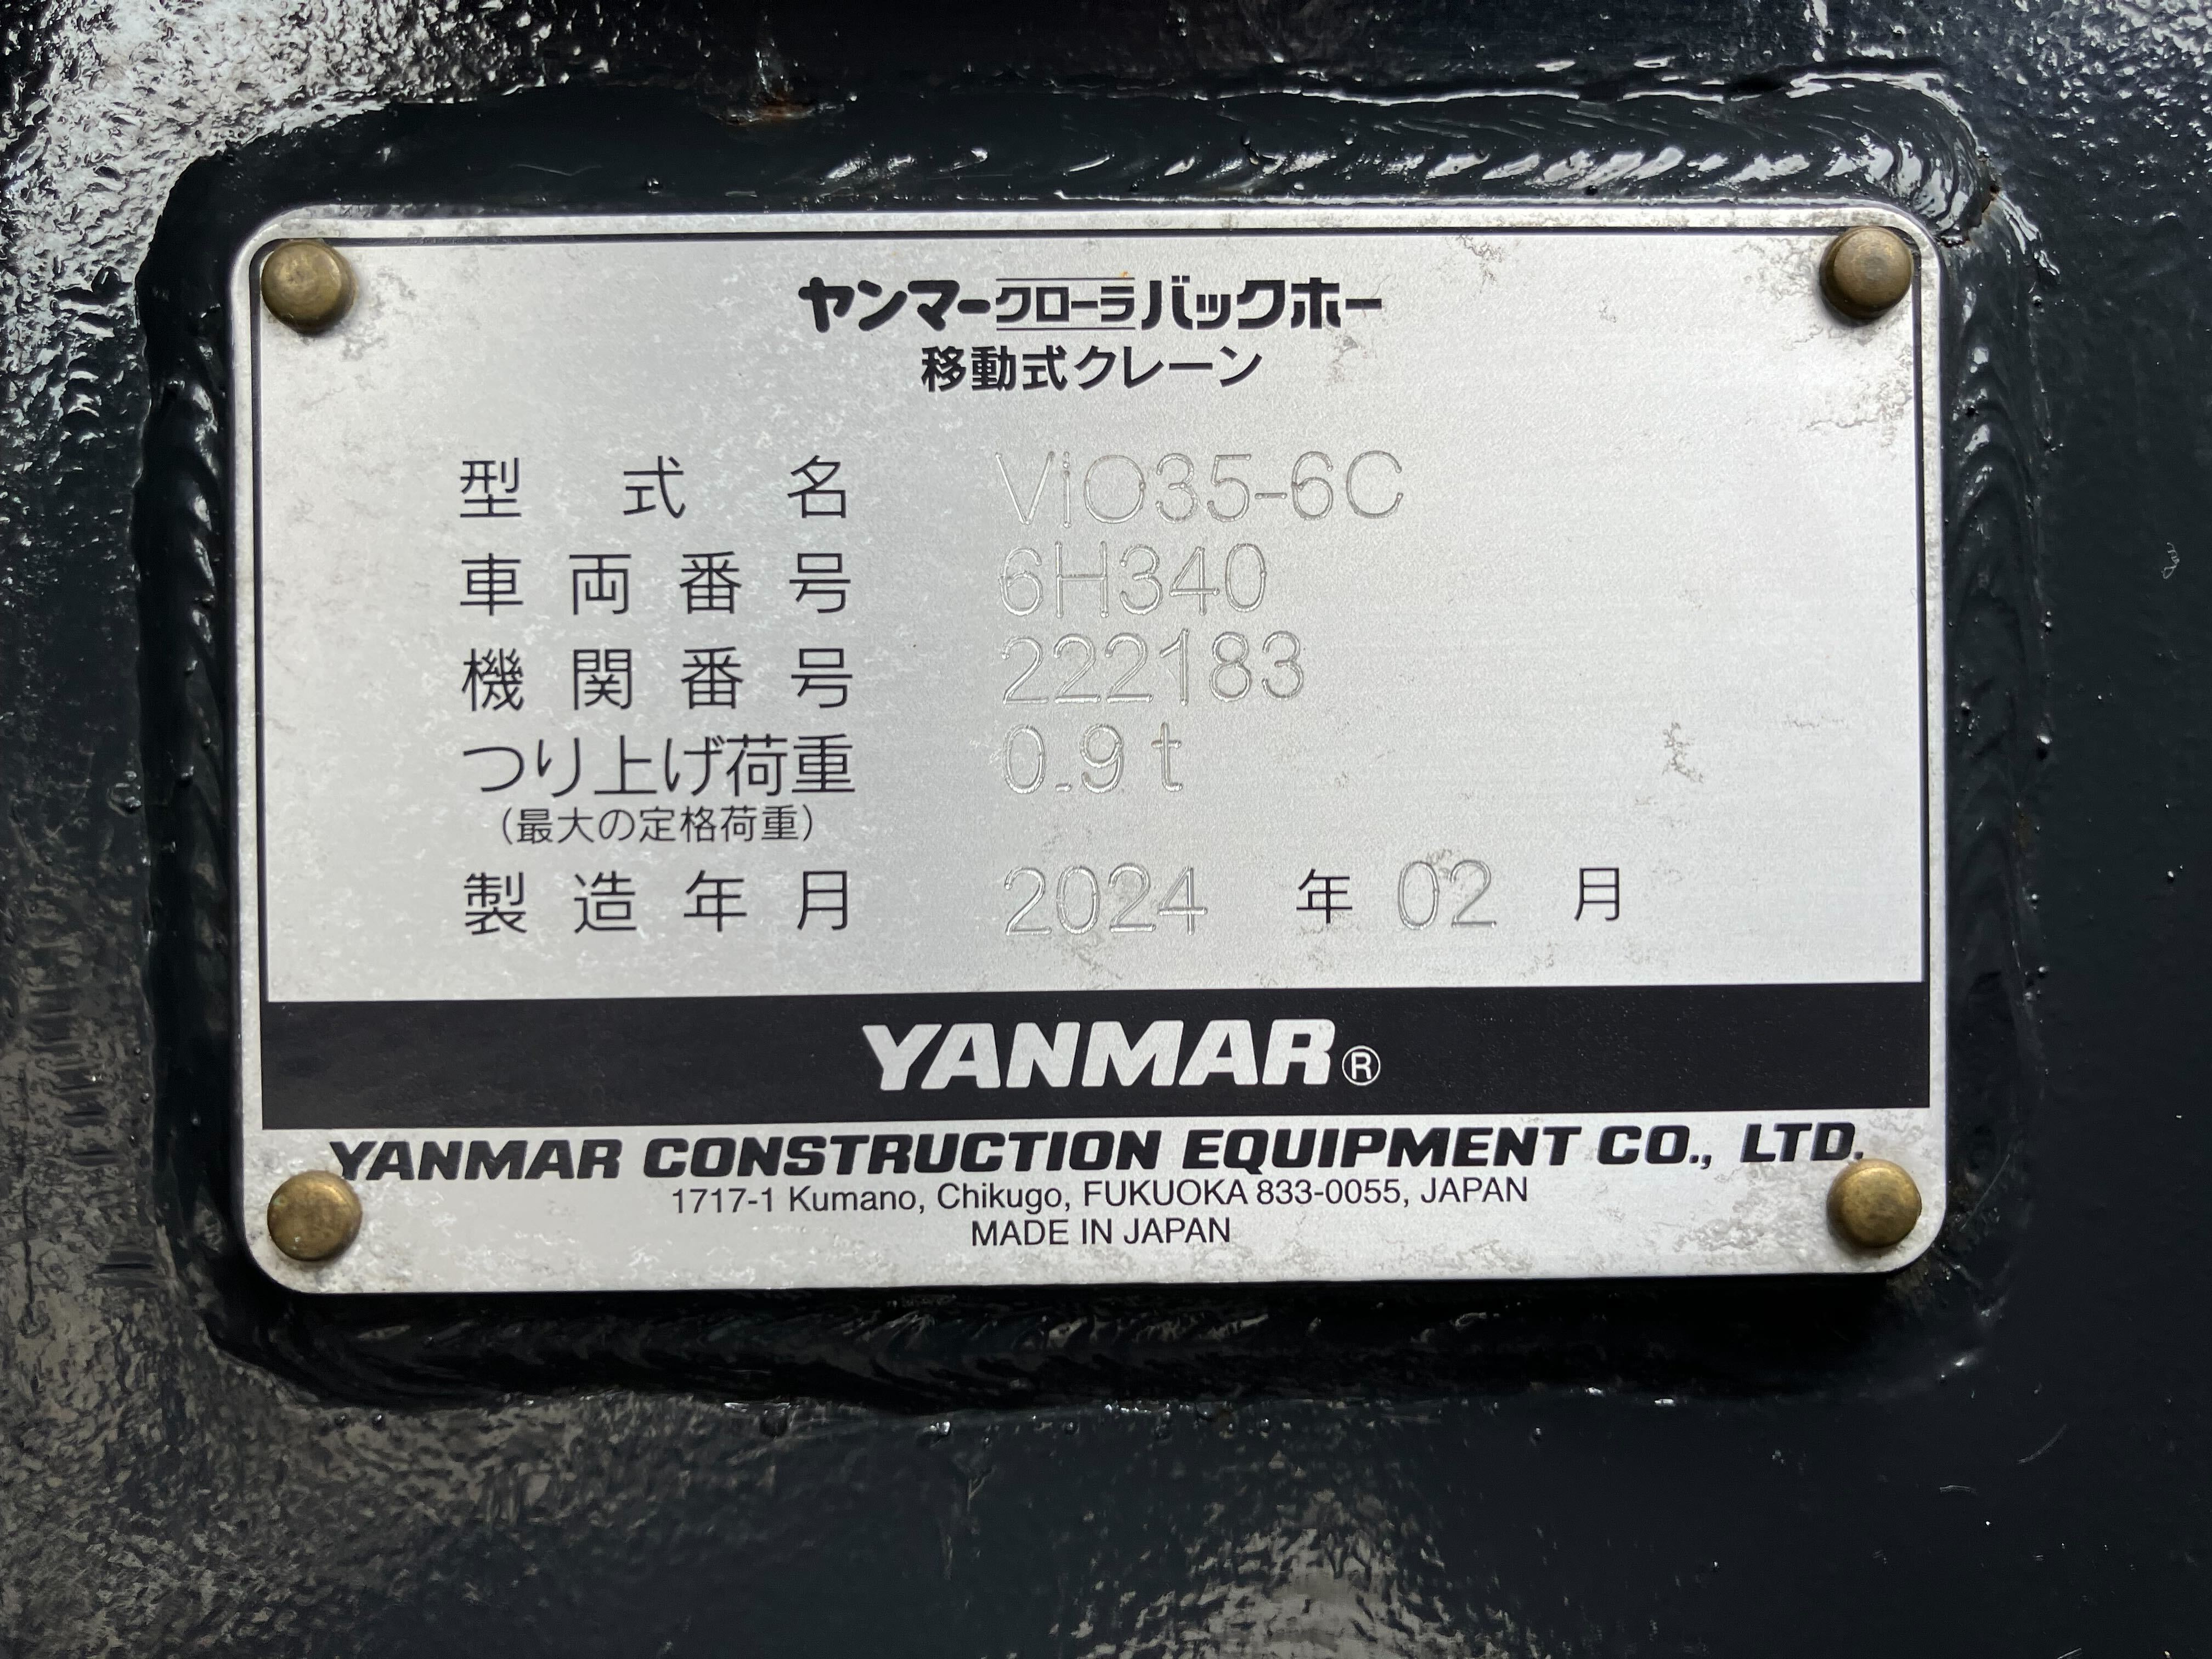 ヤンマークローラバックホー
移動式クレーン
型式名 ViO35-6C
車両番号 6H340
機関番号 222183
つり上げ荷重 0.9t
(最大の定格荷重)
製造年月 2024 年 02 月
YANMAR®
YANMAR CONSTRUCTION EQUIPMENT CO., LTD.
1717-1 Kumano, Chikugo, FUKUOKA 833-0055, JAPAN
MADE IN JAPAN